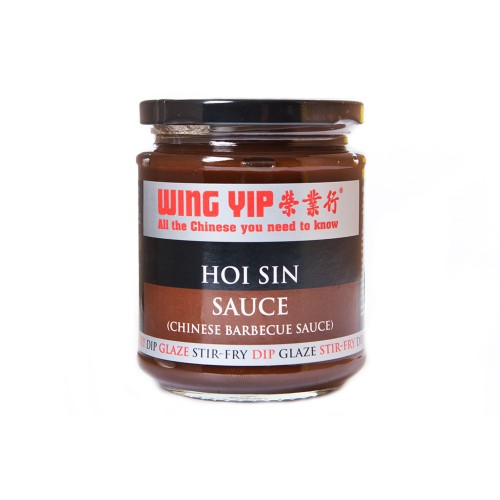 WING YIP 榮業行®
All the Chinese you need to know
HOI SIN
SAUCE
(CHINESE BARBECUE SAUCE)
DIP GLAZE STIR-FRY DIP GLAZE STIR-FRY